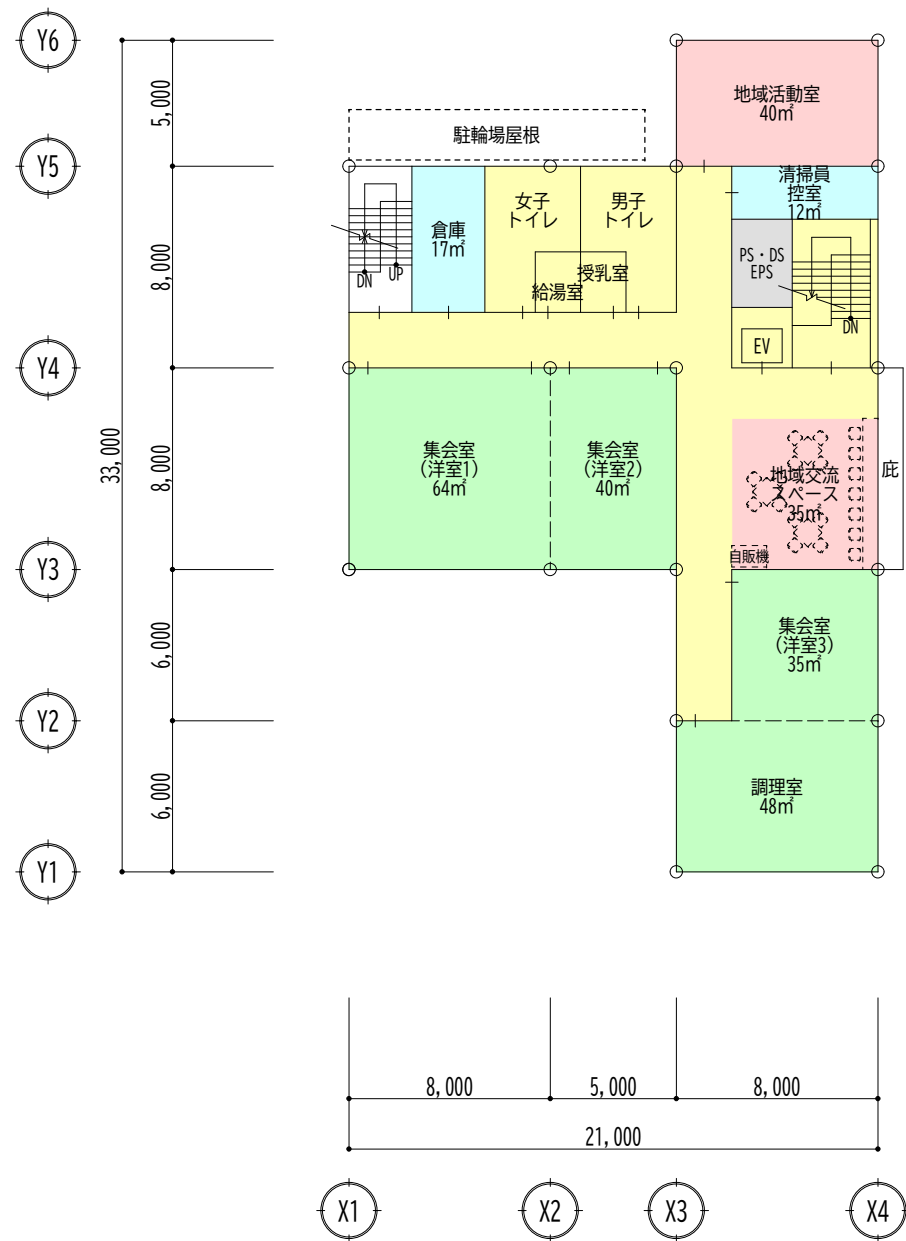 Y6
Y5
Y4
Y3
Y2
Y1
33,000
5,000
8,000
8,000
6,000
6,000
地域活動室
40㎡
駐輪場屋根
清掃員
控室
12㎡
女子
トイレ
男子
トイレ
倉庫
17㎡
授乳室
給湯室
PS・DS
EPS
DN
UP
DN
EV
集会室
(洋室1)
64㎡
集会室
(洋室2)
40㎡
地域交流
スペース
35㎡
庇
自販機
集会室
(洋室3)
35㎡
調理室
48㎡
8,000
5,000
8,000
21,000
X1
X2
X3
X4